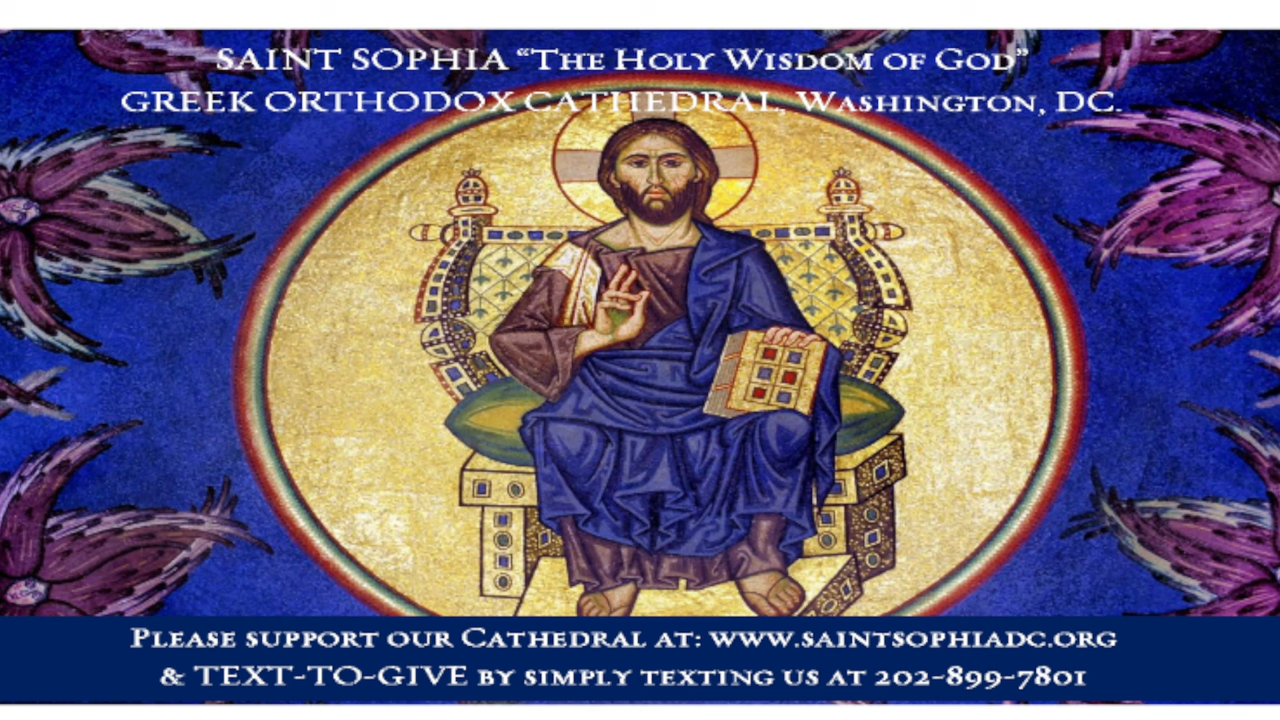 SAINT SOPHIA “THE HOLY WISDOM OF GOD”
GREEK ORTHODOX CATHEDRAL, WASHINGTON, DC.
PLEASE SUPPORT OUR CATHEDRAL AT: WWW.SAINTSOPHIADC.ORG
& TEXT-TO-GIVE BY SIMPLY TEXTING US AT 202-899-7801